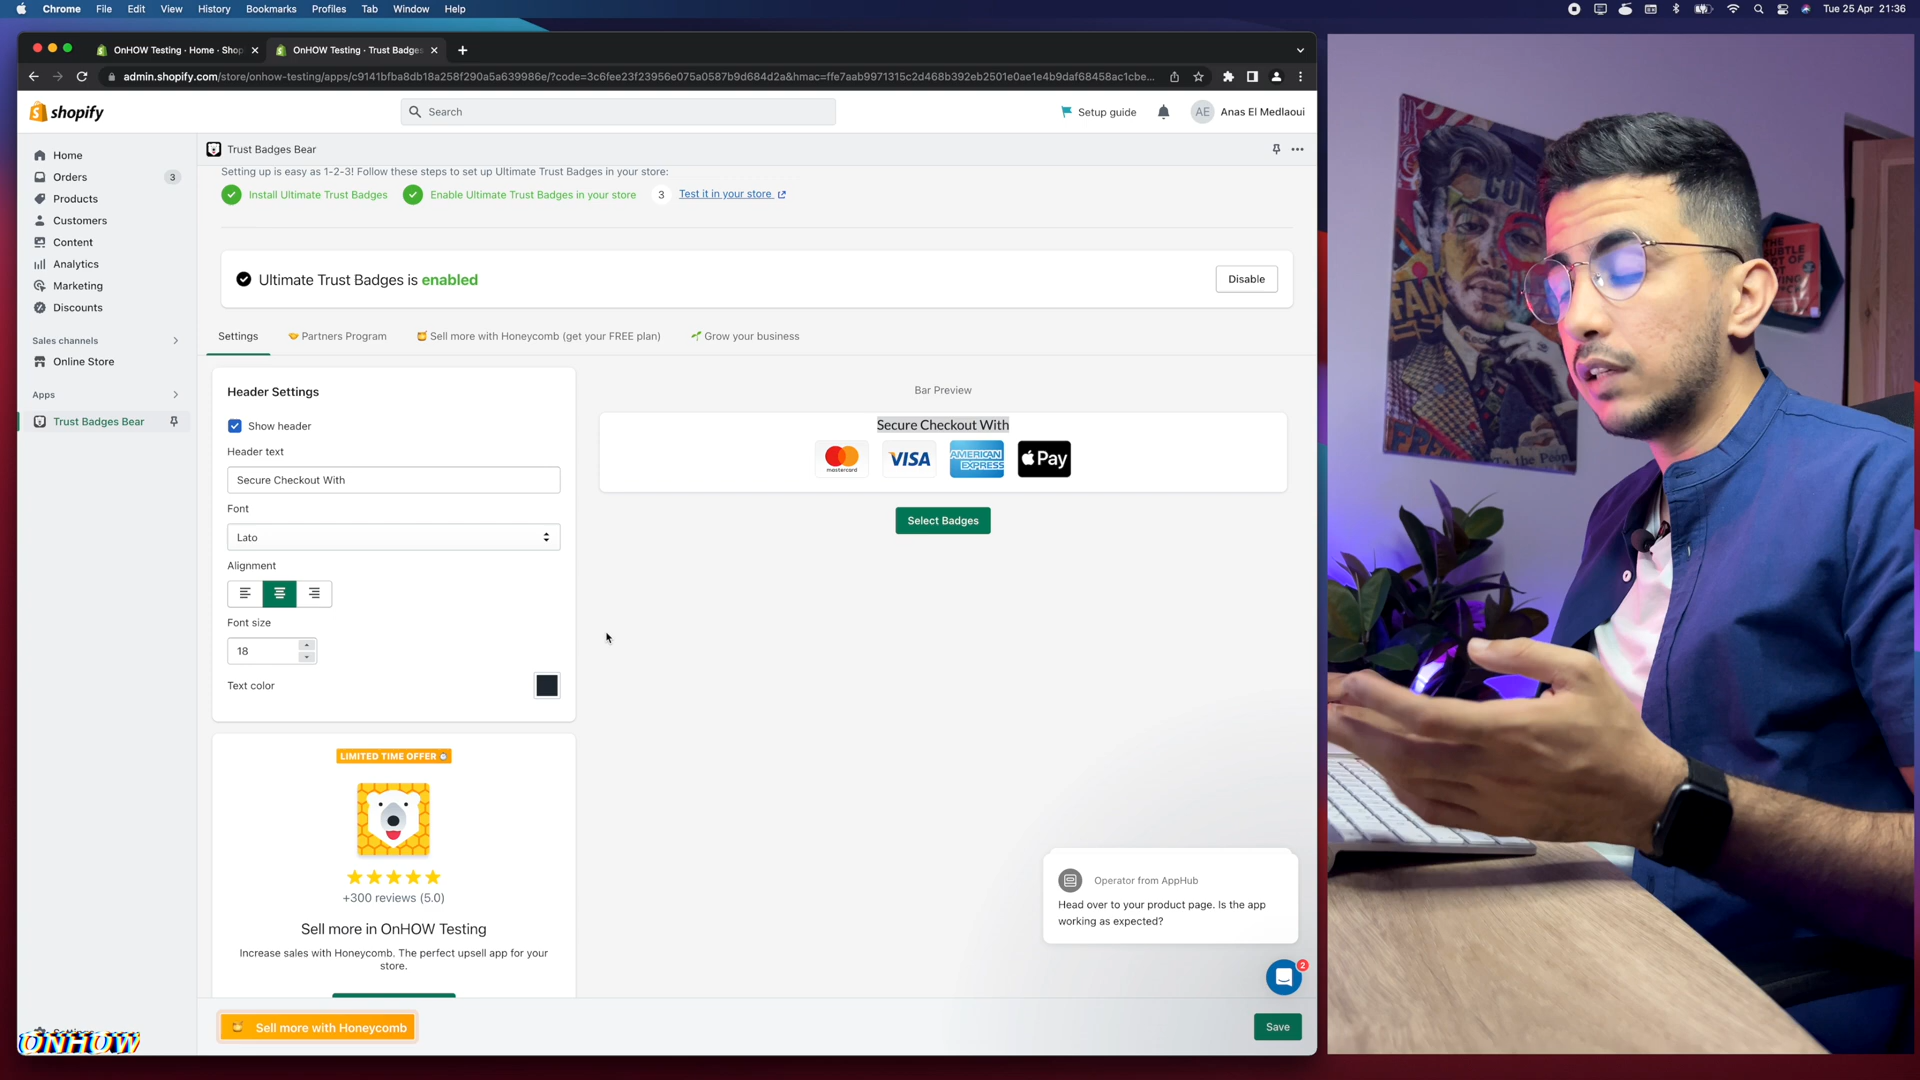 Chrome File Edit View History Bookmarks Profiles Tab Window Help
Tue 25 Apr 21:36
OnHOW Testing · Home · Shop
OnHOW Testing · Trust Badges
admin.shopify.com/store/onhow-testing/apps/c9141bfba8db18a258f290a5a639986e/?code=3c6fee23f23956e075a0587b9d684d2a&hmac=ffe7aab9971315c2d468b392eb2501e0ae1e4b9daf68458ac1cbe...
shopify
Search
Setup guide
AE Anas El Medlaoui
Home
Orders 3
Products
Customers
Content
Analytics
Marketing
Discounts
Sales channels
Online Store
Apps
Trust Badges Bear
Trust Badges Bear
Setting up is easy as 1-2-3! Follow these steps to set up Ultimate Trust Badges in your store:
Install Ultimate Trust Badges Enable Ultimate Trust Badges in your store 3 Test it in your store
Ultimate Trust Badges is enabled
Disable
Settings Partners Program Sell more with Honeycomb (get your FREE plan) Grow your business
Header Settings
Show header
Header text
Secure Checkout With
Font
Lato
Alignment
Font size
18
Text color
Bar Preview
Secure Checkout With
mastercard VISA AMERICAN EXPRESS Pay
Select Badges
LIMITED TIME OFFER
+300 reviews (5.0)
Sell more in OnHOW Testing
Increase sales with Honeycomb. The perfect upsell app for your
store.
Operator from AppHub
Head over to your product page. Is the app
working as expected?
2
Sell more with Honeycomb
Save
ONHOW
THE
SUBTLE
to the People